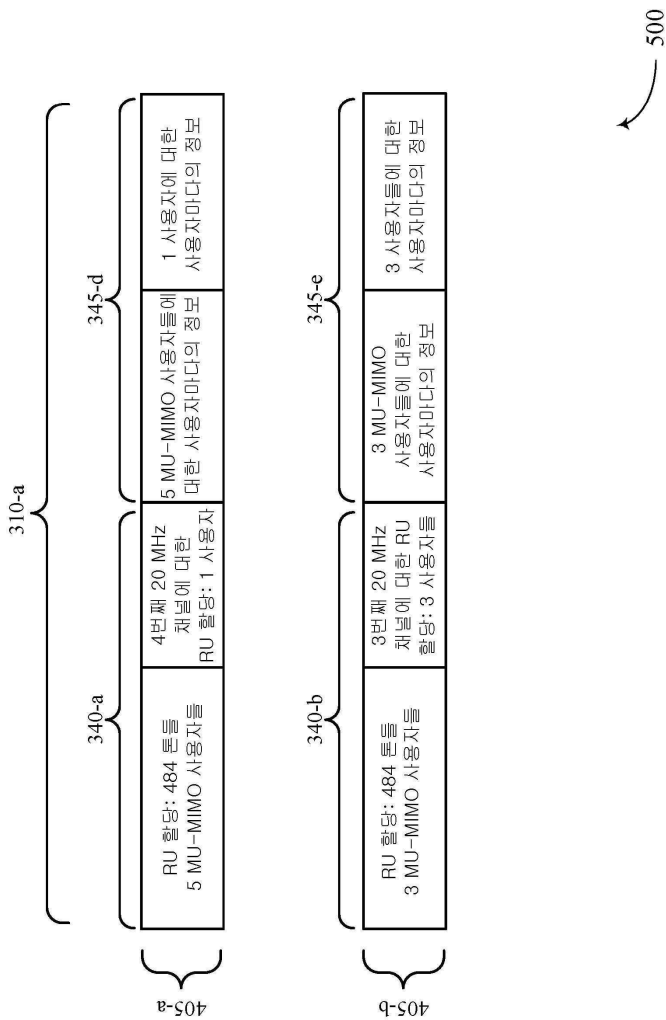 310-a
340-a
345-d
405-a
RU 할당: 484 톤들
5 MU-MIMO 사용자들
4번째 20 MHz
채널에 대한
RU 할당: 1 사용자
5 MU-MIMO 사용자들에
대한 사용자마다의 정보
1 사용자에 대한
사용자마다의 정보
340-b
345-e
405-b
RU 할당: 484 톤들
3 MU-MIMO 사용자들
3번째 20 MHz
채널에 대한 RU
할당: 3 사용자들
3 MU-MIMO
사용자들에 대한
사용자마다의 정보
3 사용자들에 대한
사용자마다의 정보
500